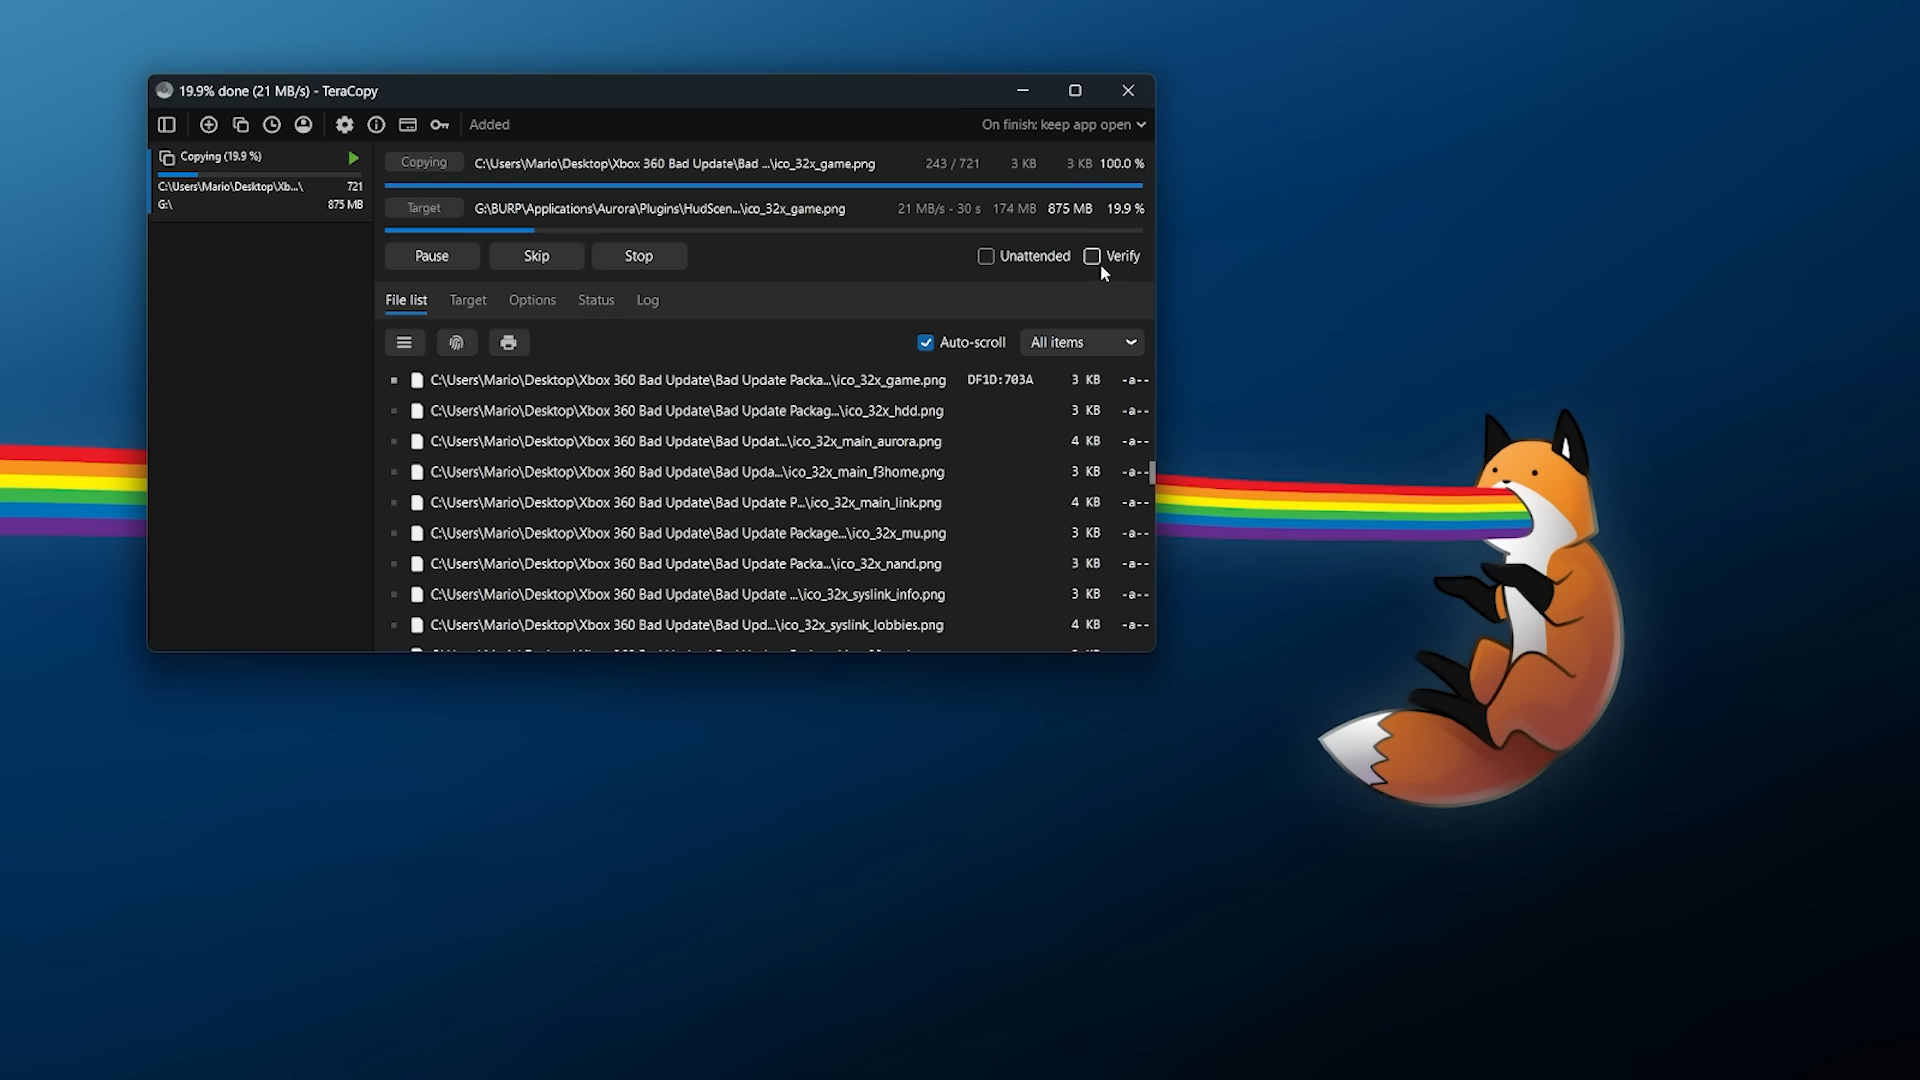 19.9% done (21 MB/s) - TeraCopy
Added
On finish: keep app open
Copying (19.9 %)
C:\Users\Mario\Desktop\Xb...\ 721
G:\ 875 MB
Copying C:\Users\Mario\Desktop\Xbox 360 Bad Update\Bad ...\ico_32x_game.png 243 / 721 3 KB 3 KB 100.0 %
Target G:\BURP\Applications\Aurora\Plugins\HudScen...\ico_32x_game.png 21 MB/s - 30 s 174 MB 875 MB 19.9 %
Pause Skip Stop Unattended Verify
File list Target Options Status Log
Auto-scroll All items
C:\Users\Mario\Desktop\Xbox 360 Bad Update\Bad Update Packa...\ico_32x_game.png DF1D:703A 3 KB -a--
C:\Users\Mario\Desktop\Xbox 360 Bad Update\Bad Update Packag...\ico_32x_hdd.png 3 KB -a--
C:\Users\Mario\Desktop\Xbox 360 Bad Update\Bad Updat...\ico_32x_main_aurora.png 4 KB -a--
C:\Users\Mario\Desktop\Xbox 360 Bad Update\Bad Upda...\ico_32x_main_f3home.png 3 KB -a--
C:\Users\Mario\Desktop\Xbox 360 Bad Update\Bad Update P...\ico_32x_main_link.png 4 KB -a--
C:\Users\Mario\Desktop\Xbox 360 Bad Update\Bad Update Package...\ico_32x_mu.png 3 KB -a--
C:\Users\Mario\Desktop\Xbox 360 Bad Update\Bad Update Packa...\ico_32x_nand.png 3 KB -a--
C:\Users\Mario\Desktop\Xbox 360 Bad Update\Bad Update ...\ico_32x_syslink_info.png 3 KB -a--
C:\Users\Mario\Desktop\Xbox 360 Bad Update\Bad Upd...\ico_32x_syslink_lobbies.png 4 KB -a--